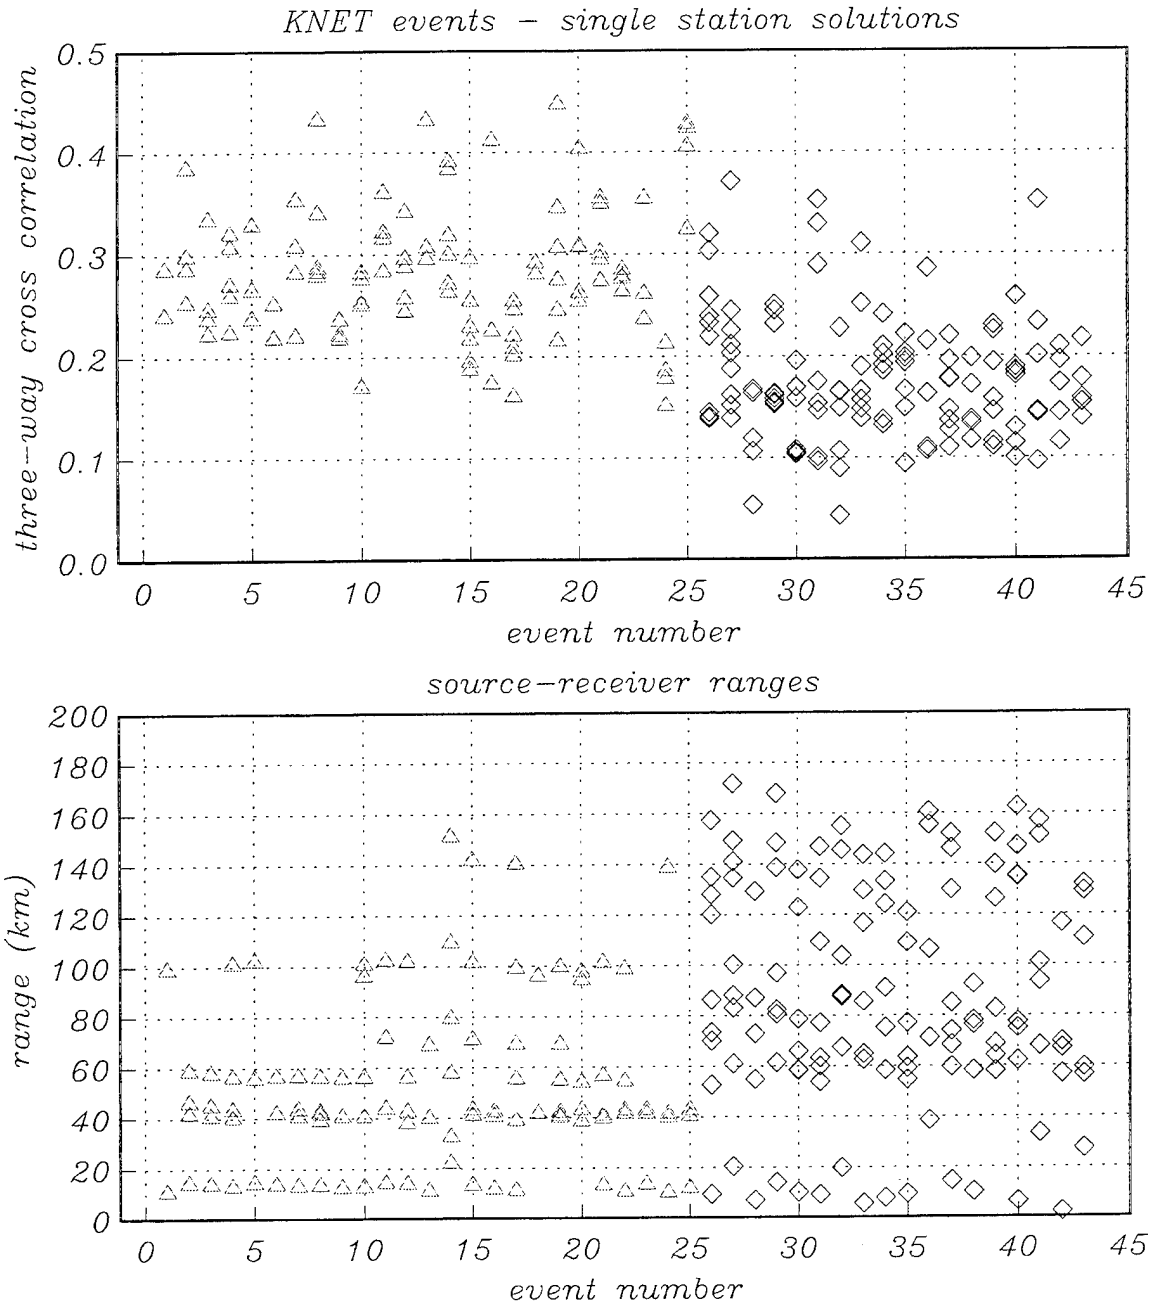 KNET events - single station solutions
three-way cross correlation
0.5
0.4
0.3
0.2
0.1
0.0
0 5 10 15 20 25 30 35 40 45
event number
source-receiver ranges
range (km)
200
180
160
140
120
100
80
60
40
20
0
0 5 10 15 20 25 30 35 40 45
event number